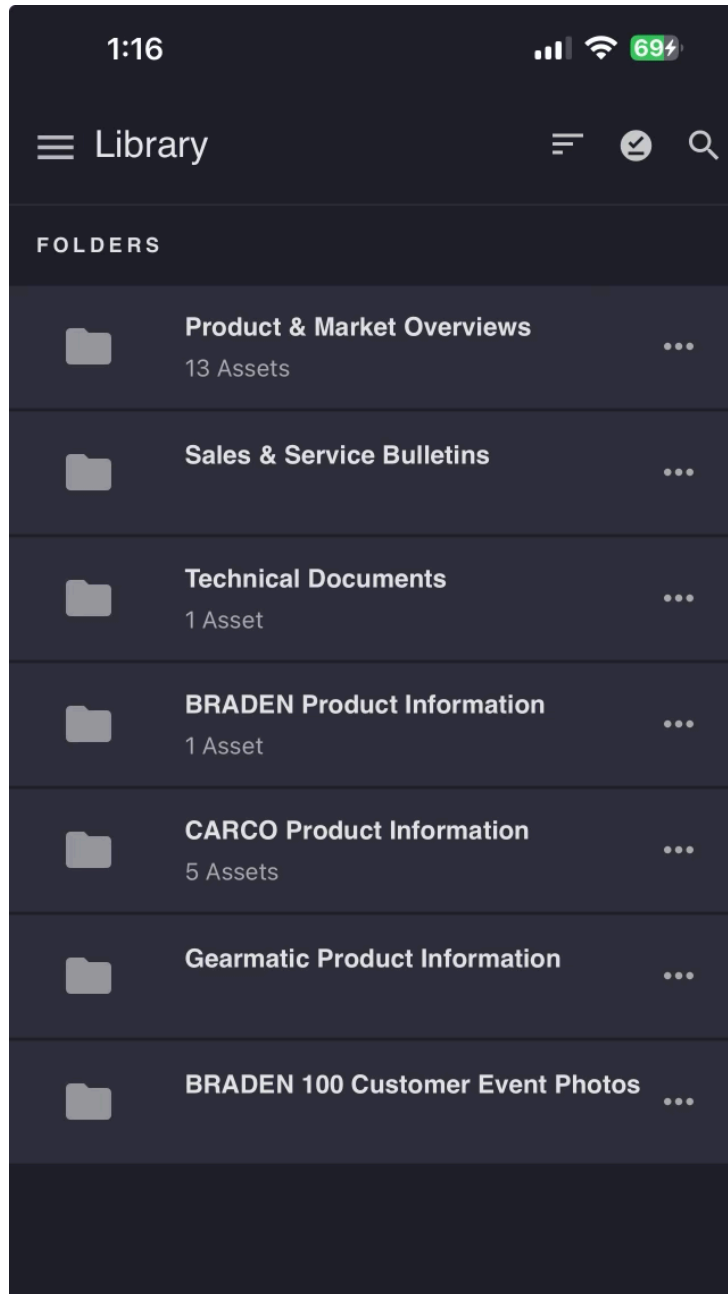 1:16
69
Library
FOLDERS
Product & Market Overviews
13 Assets
Sales & Service Bulletins
Technical Documents
1 Asset
BRADEN Product Information
1 Asset
CARCO Product Information
5 Assets
Gearmatic Product Information
BRADEN 100 Customer Event Photos